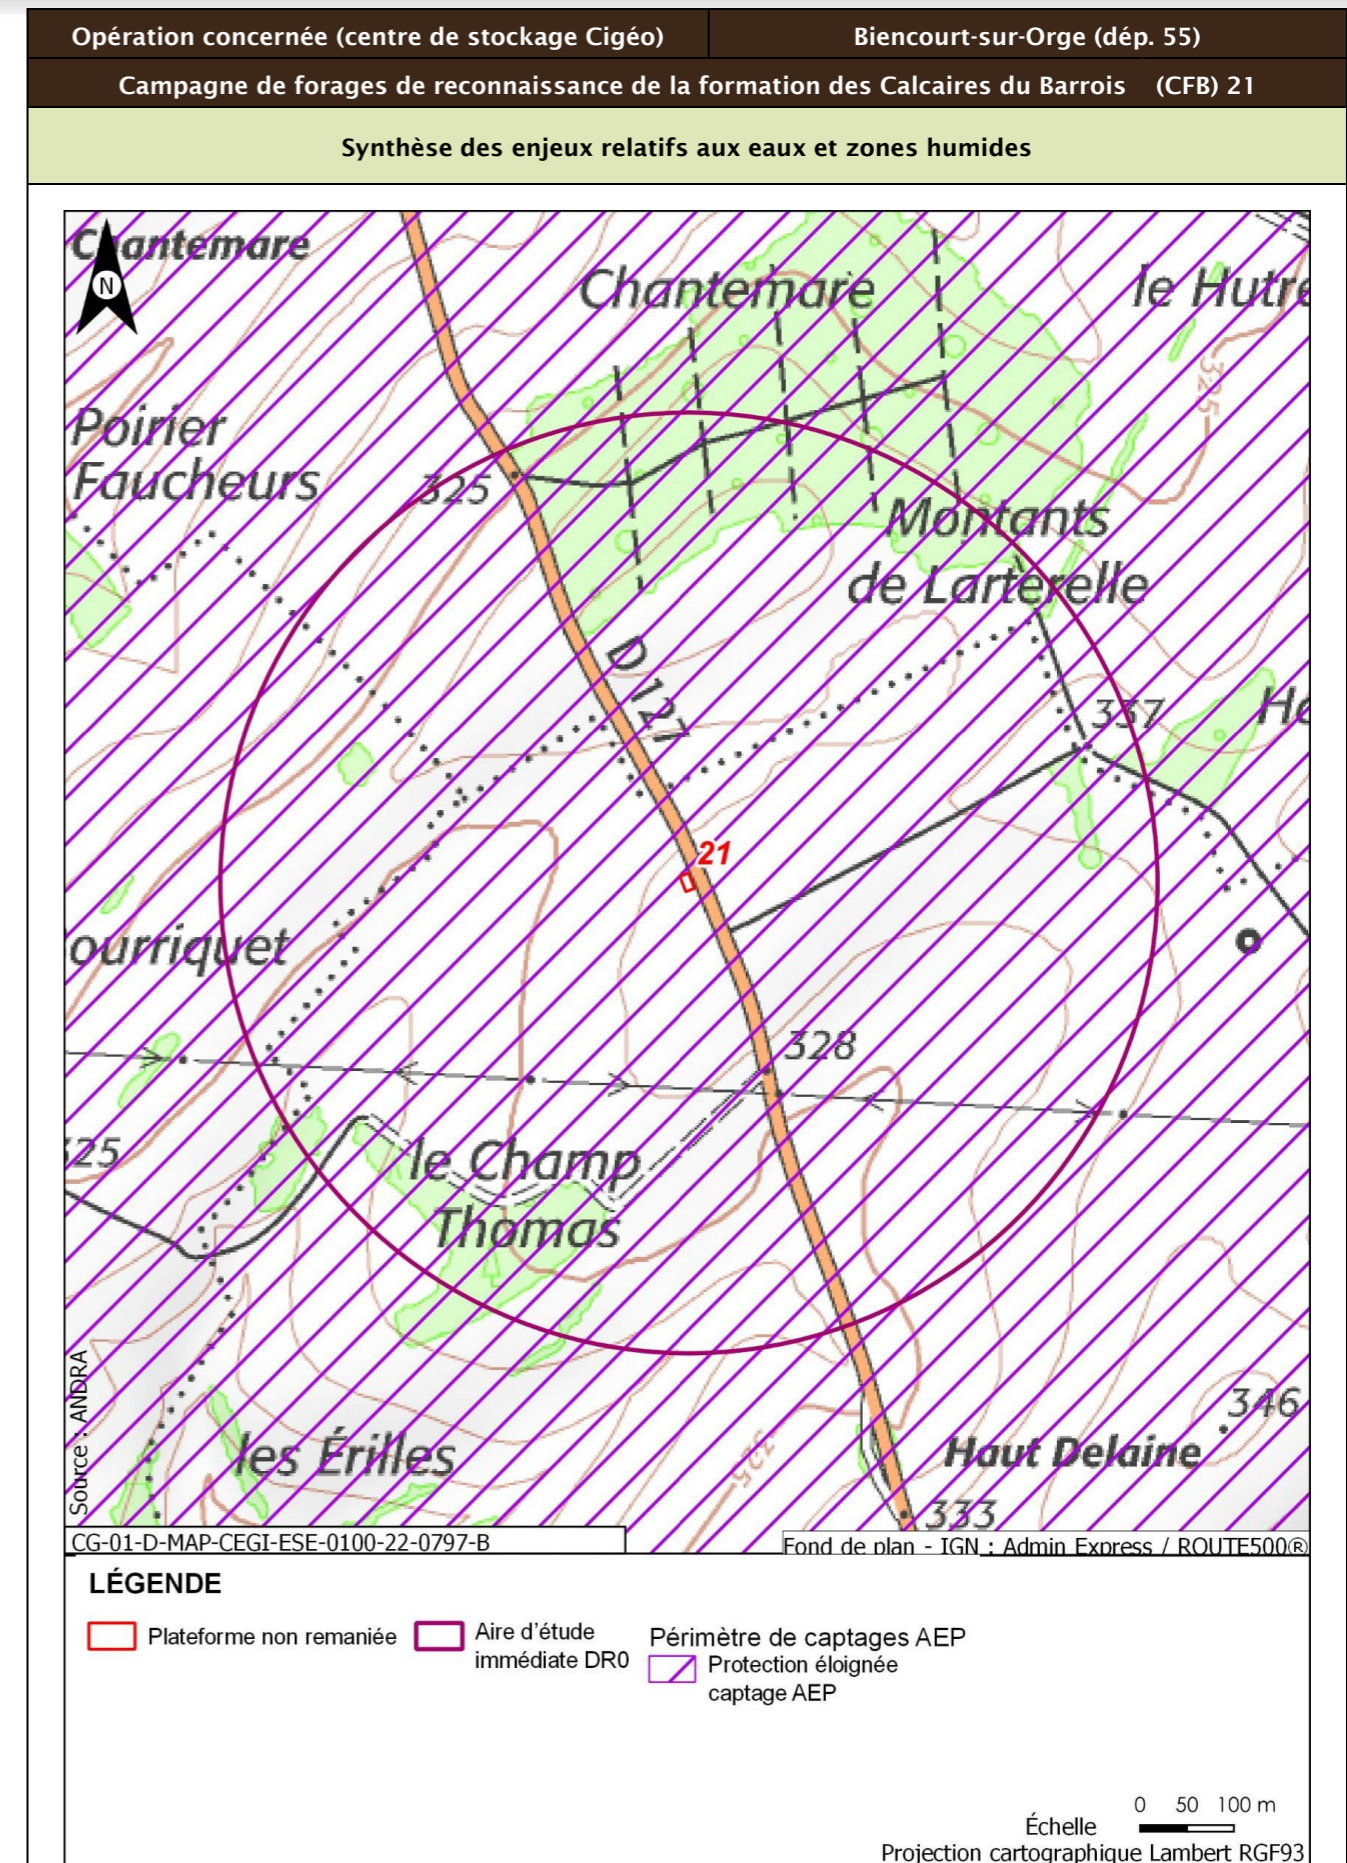 Opération concernée (centre de stockage Cigéo)
Biencourt-sur-Orge (dép. 55)
Campagne de forages de reconnaissance de la formation des Calcaires du Barrois (CFB) 21
Synthèse des enjeux relatifs aux eaux et zones humides
Chantemare
N
Chantemare
le Hutre
325
Poirier
Faucheurs
325
Montants
de Larterelle
D 127
337
He
21
ourriquet
328
325
le Champ
Thomas
346
les Érilles
325
Haut Delaine
333
Source : ANDRA
CG-01-D-MAP-CEGI-ESE-0100-22-0797-B
Fond de plan - IGN : Admin Express / ROUTE500®
LÉGENDE
Plateforme non remaniée
Aire d'étude
immédiate DR0
Périmètre de captages AEP
Protection éloignée
captage AEP
0 50 100 m
Échelle
Projection cartographique Lambert RGF93